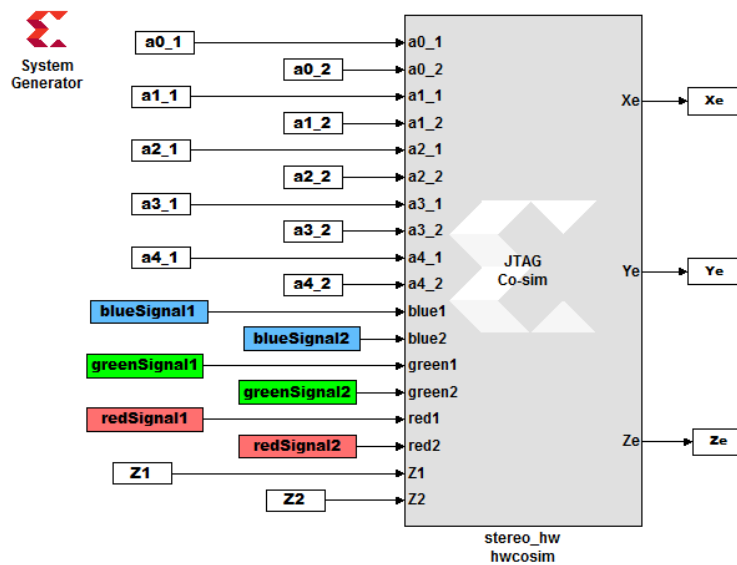 System
Generator
a0_1 a0_1
a0_2 a0_2
a1_1 a1_1
Xe Xe
a1_2 a1_2
a2_1 a2_1
a2_2 a2_2
a3_1 a3_1
a3_2 a3_2
a4_1 a4_1
JTAG
Co-sim
Ye Ye
a4_2 a4_2
blueSignal1 blue1
blueSignal2 blue2
greenSignal1 green1
greenSignal2 green2
redSignal1 red1
redSignal2 red2
Ze Ze
Z1 Z1
Z2 Z2
stereo_hw
hwcosim